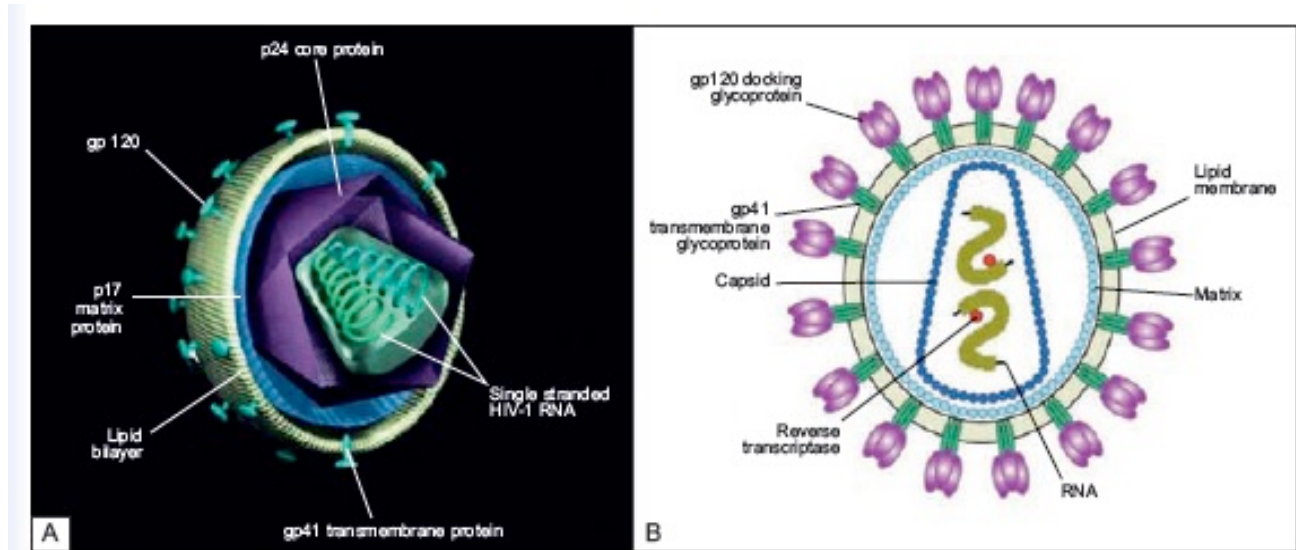 p24 core protein
gp 120
p17
matrix
protein
Lipid
bilayer
Single stranded
HIV-1 RNA
gp41 transmembrane protein
A
gp120 docking
glycoprotein
Lipid
membrane
gp41
transmembrane
glycoprotein
Capsid
Matrix
Reverse
transcriptase
RNA
B